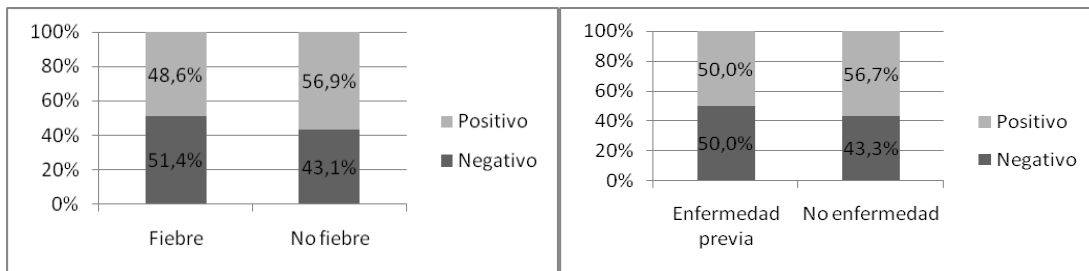 100%
80%
60%
40%
20%
0%
48,6%
56,9%
51,4%
43,1%
Fiebre
No fiebre
Positivo
Negativo
100%
80%
60%
40%
20%
0%
50,0%
56,7%
50,0%
43,3%
Enfermedad
previa
No enfermedad
Positivo
Negativo